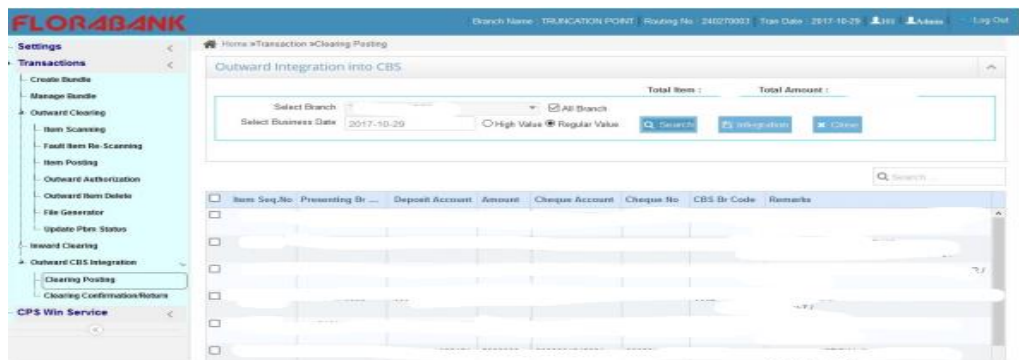 FLORABANK
Branch Name : TRUNCATION POINT Routing No : 240270003 Tran Date : 2017-10-29 Admin Log Out
Settings
Transactions
Create Bundle
Manage Bundle
Outward Clearing
Item Scanning
Fault Item Re-Scanning
Item Posting
Outward Authorization
Outward Item Delete
File Generator
Update Pbm Status
Inward Clearing
Outward CBS Integration
Clearing Posting
Clearing Confirmation/Return
CPS Win Service
Home »Transaction »Clearing Posting
Outward Integration into CBS
Total Item : Total Amount :
Select Branch All Branch
Select Business Date 2017-10-29 High Value Regular Value Search Integration Close
Search ...
Item Seq.No Presenting Br ... Deposit Account Amount Cheque Account Cheque No CBS Br Code Remarks